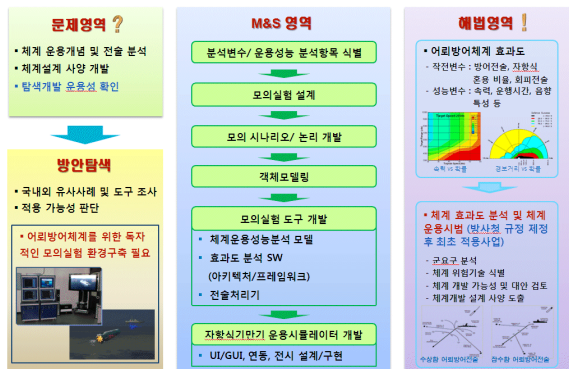 문제영역 ?
• 체계 운용개념 및 전술 분석
• 체계설계 사양 개발
• 탐색개발 운용성 확인
방안탐색
• 국내외 유사사례 및 도구 조사
• 적용 가능성 판단
• 어뢰방어체계를 위한 독자
적인 모의실험 환경구축 필요
M&S 영역
분석변수/ 운용성능 분석항목 식별
모의실험 설계
모의 시나리오/ 논리 개발
객체모델링
모의실험 도구 개발
• 체계운용성능분석 모델
• 효과도 분석 SW
(아키텍처/프레임워크)
• 전술처리기
자항식기만기 운용시뮬레이터 개발
• UI/GUI, 연동, 전시 설계/구현
해법영역 !
• 어뢰방어체계 효과도
- 작전변수 : 방어전술, 자항식
혼용 비율, 회피전술
- 성능변수 : 속력, 운행시간, 음향
특성 등
속력 vs 확률
경보거리 vs 확률
• 체계 효과도 분석 및 체계
운용시범 (방사청 규정 제정
후 최초 적용사업)
- 군요구 분석
- 체계 위험기술 식별
- 체계 개발 가능성 및 대안 검토
- 체계개발 설계 사양 도출
수상함 어뢰방어전술
잠수함 어뢰방어전술